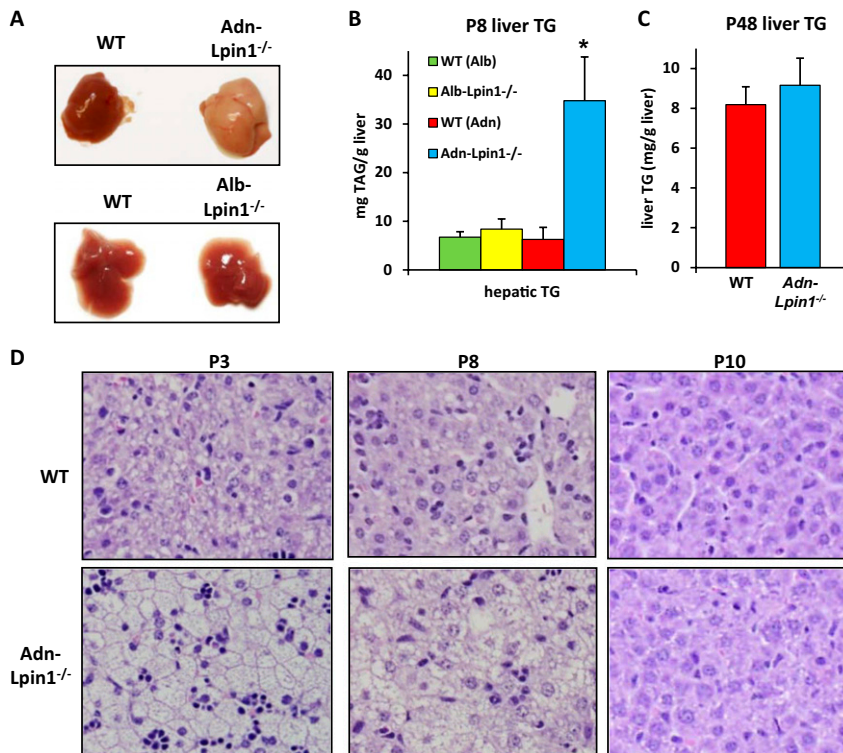 A
WT
Adn-
Lpin1-/-
WT
Alb-
Lpin1-/-
B
P8 liver TG
mg TAG/g liver
40
30
20
10
0
WT (Alb)
Alb-Lpin1-/-
WT (Adn)
Adn-Lpin1-/-
*
hepatic TG
C
P48 liver TG
liver TG (mg/g liver)
10
8
6
4
2
0
WT
Adn-
Lpin1-/-
D
P3
P8
P10
WT
Adn-
Lpin1-/-